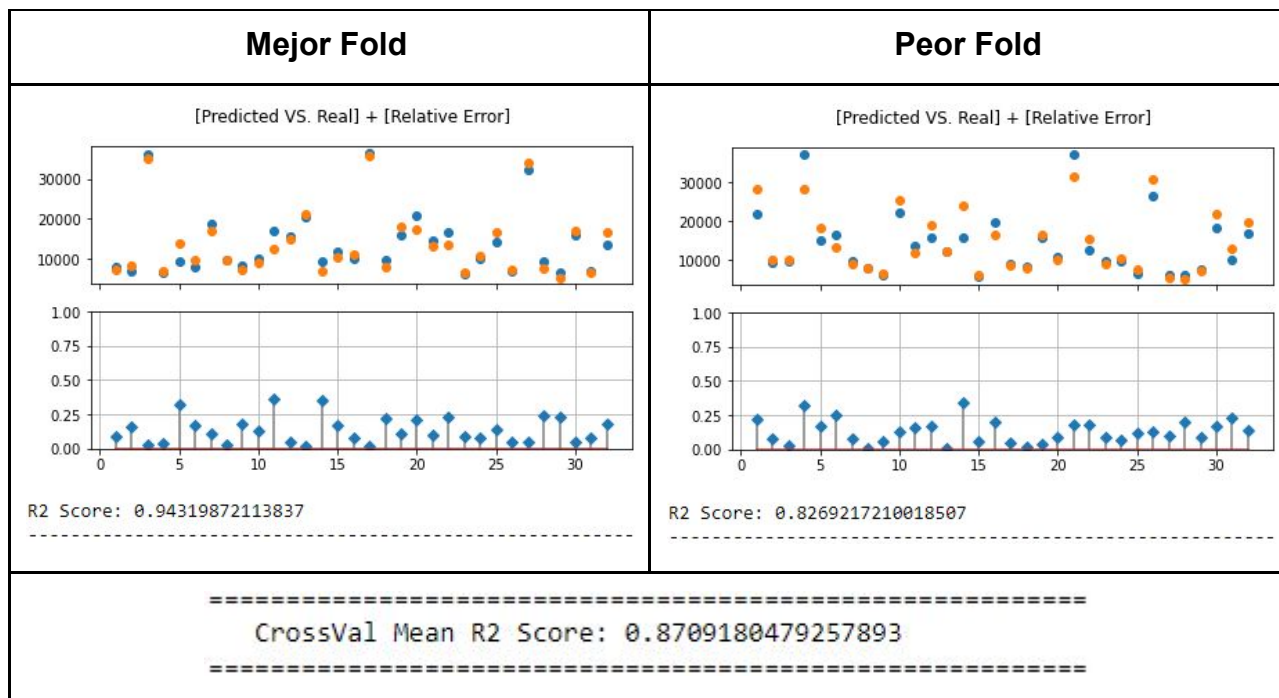 Mejor Fold
Peor Fold
[Predicted VS. Real] + [Relative Error]
30000
20000
10000
1.00
0.75
0.50
0.25
0.00
0 5 10 15 20 25 30
R2 Score: 0.94319872113837
------------------------------------------------------------
[Predicted VS. Real] + [Relative Error]
30000
20000
10000
1.00
0.75
0.50
0.25
0.00
0 5 10 15 20 25 30
R2 Score: 0.8269217210018507
------------------------------------------------------------
============================================================
CrossVal Mean R2 Score: 0.8709180479257893
============================================================